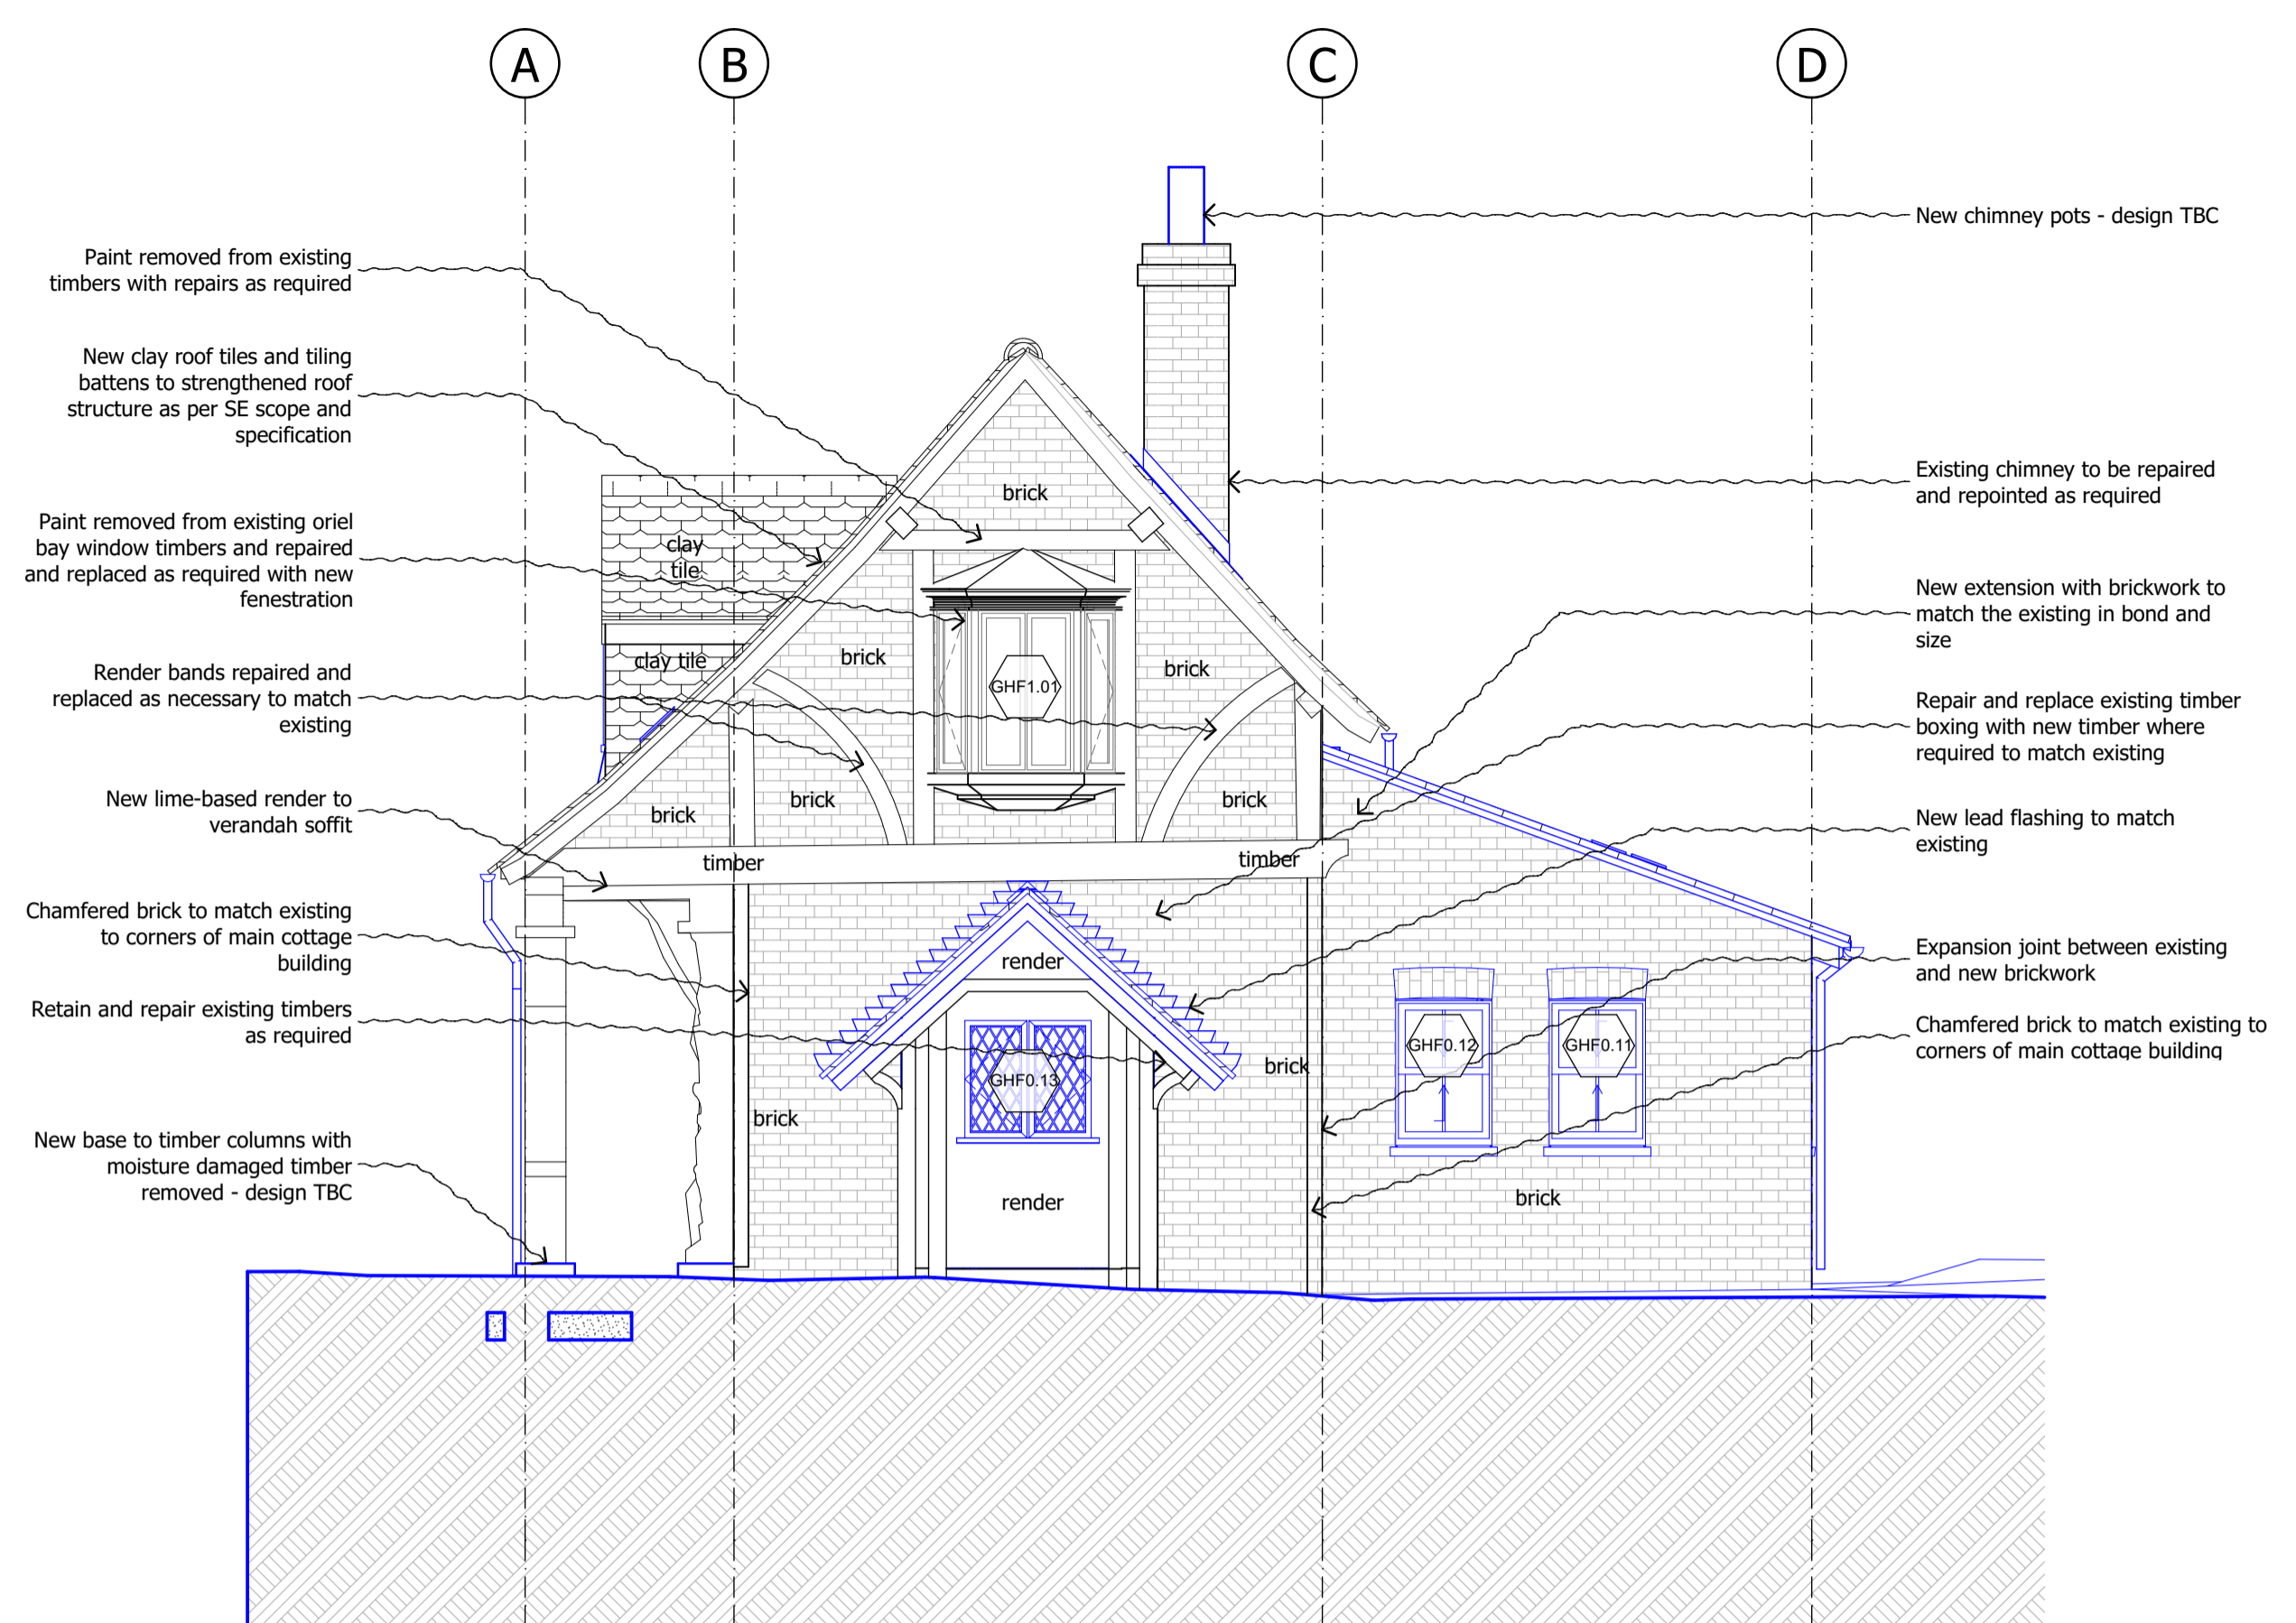 A
B
C
D
New chimney pots - design TBC
Paint removed from existing
timbers with repairs as required
New clay roof tiles and tiling
battens to strengthened roof
structure as per SE scope and
specification
Existing chimney to be repaired
and repointed as required
brick
Paint removed from existing oriel
bay window timbers and repaired
and replaced as required with new
fenestration
clay
tile
New extension with brickwork to
match the existing in bond and
size
clay tile
brick
brick
GHF1.01
Render bands repaired and
replaced as necessary to match
existing
Repair and replace existing timber
boxing with new timber where
required to match existing
New lime-based render to
verandah soffit
brick
brick
brick
New lead flashing to match
existing
timber
timber
Chamfered brick to match existing
to corners of main cottage
building
render
Expansion joint between existing
and new brickwork
Retain and repair existing timbers
as required
GHF0.13
brick
GHF0.12
GHF0.11
Chamfered brick to match existing to
corners of main cottage building
brick
New base to timber columns with
moisture damaged timber
removed - design TBC
render
brick